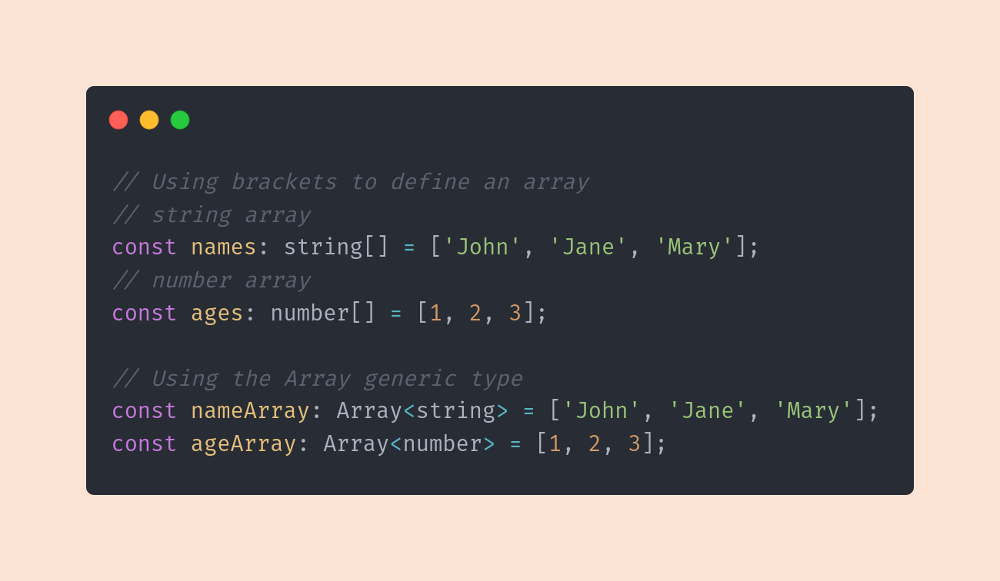 // Using brackets to define an array
// string array
const names: string[] = ['John', 'Jane', 'Mary'];
// number array
const ages: number[] = [1, 2, 3];
// Using the Array generic type
const nameArray: Array<string> = ['John', 'Jane', 'Mary'];
const ageArray: Array<number> = [1, 2, 3];